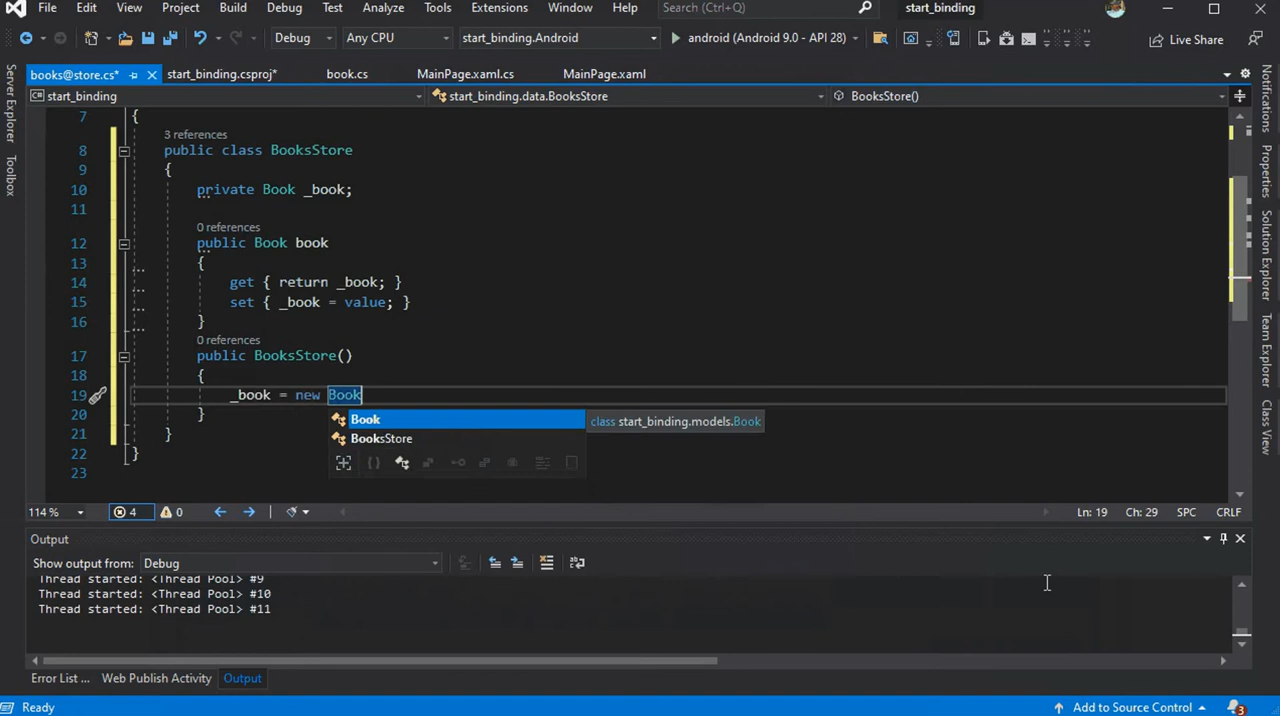 File Edit View Project Build Debug Test Analyze Tools Extensions Window Help Search (Ctrl+Q) start_binding
Debug Any CPU start_binding.Android android (Android 9.0 - API 28) Live Share
books@store.cs* start_binding.csproj* book.cs MainPage.xaml.cs MainPage.xaml
start_binding start_binding.data.BooksStore BooksStore()
Server Explorer
Toolbox
Notifications
Properties
Solution Explorer
Team Explorer
Class View
7 {
3 references
8 public class BooksStore
9 {
10 private Book _book;
11
0 references
12 public Book book
13 {
14 get { return _book; }
15 set { _book = value; }
16 }
0 references
17 public BooksStore()
18 {
19 _book = new Book
20 }
21 }
22 }
23
Book
BooksStore
class start_binding.models.Book
114 % 4 0 Ln: 19 Ch: 29 SPC CRLF
Output
Show output from: Debug
Thread started: <Thread Pool> #9
Thread started: <Thread Pool> #10
Thread started: <Thread Pool> #11
Error List ... Web Publish Activity Output
Ready Add to Source Control 3